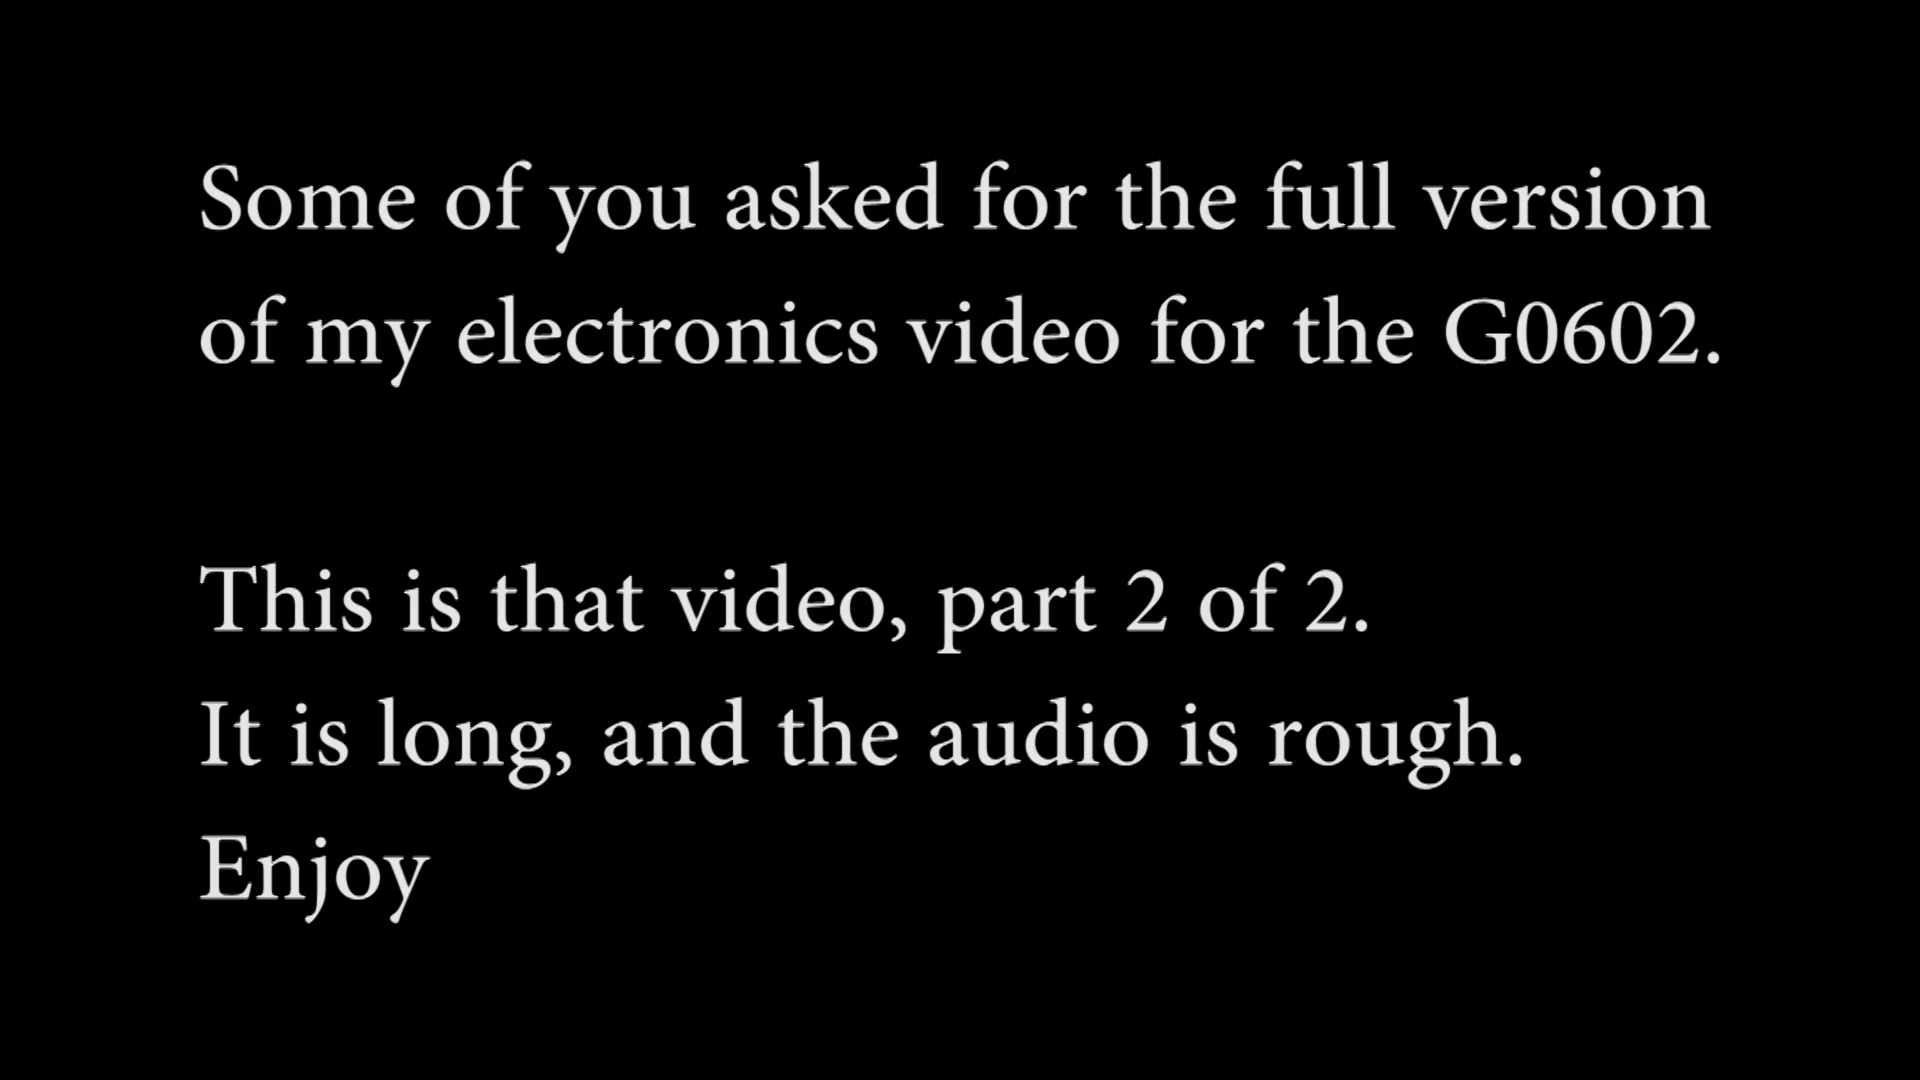 Some of you asked for the full version
of my electronics video for the G0602.
This is that video, part 2 of 2.
It is long, and the audio is rough.
Enjoy